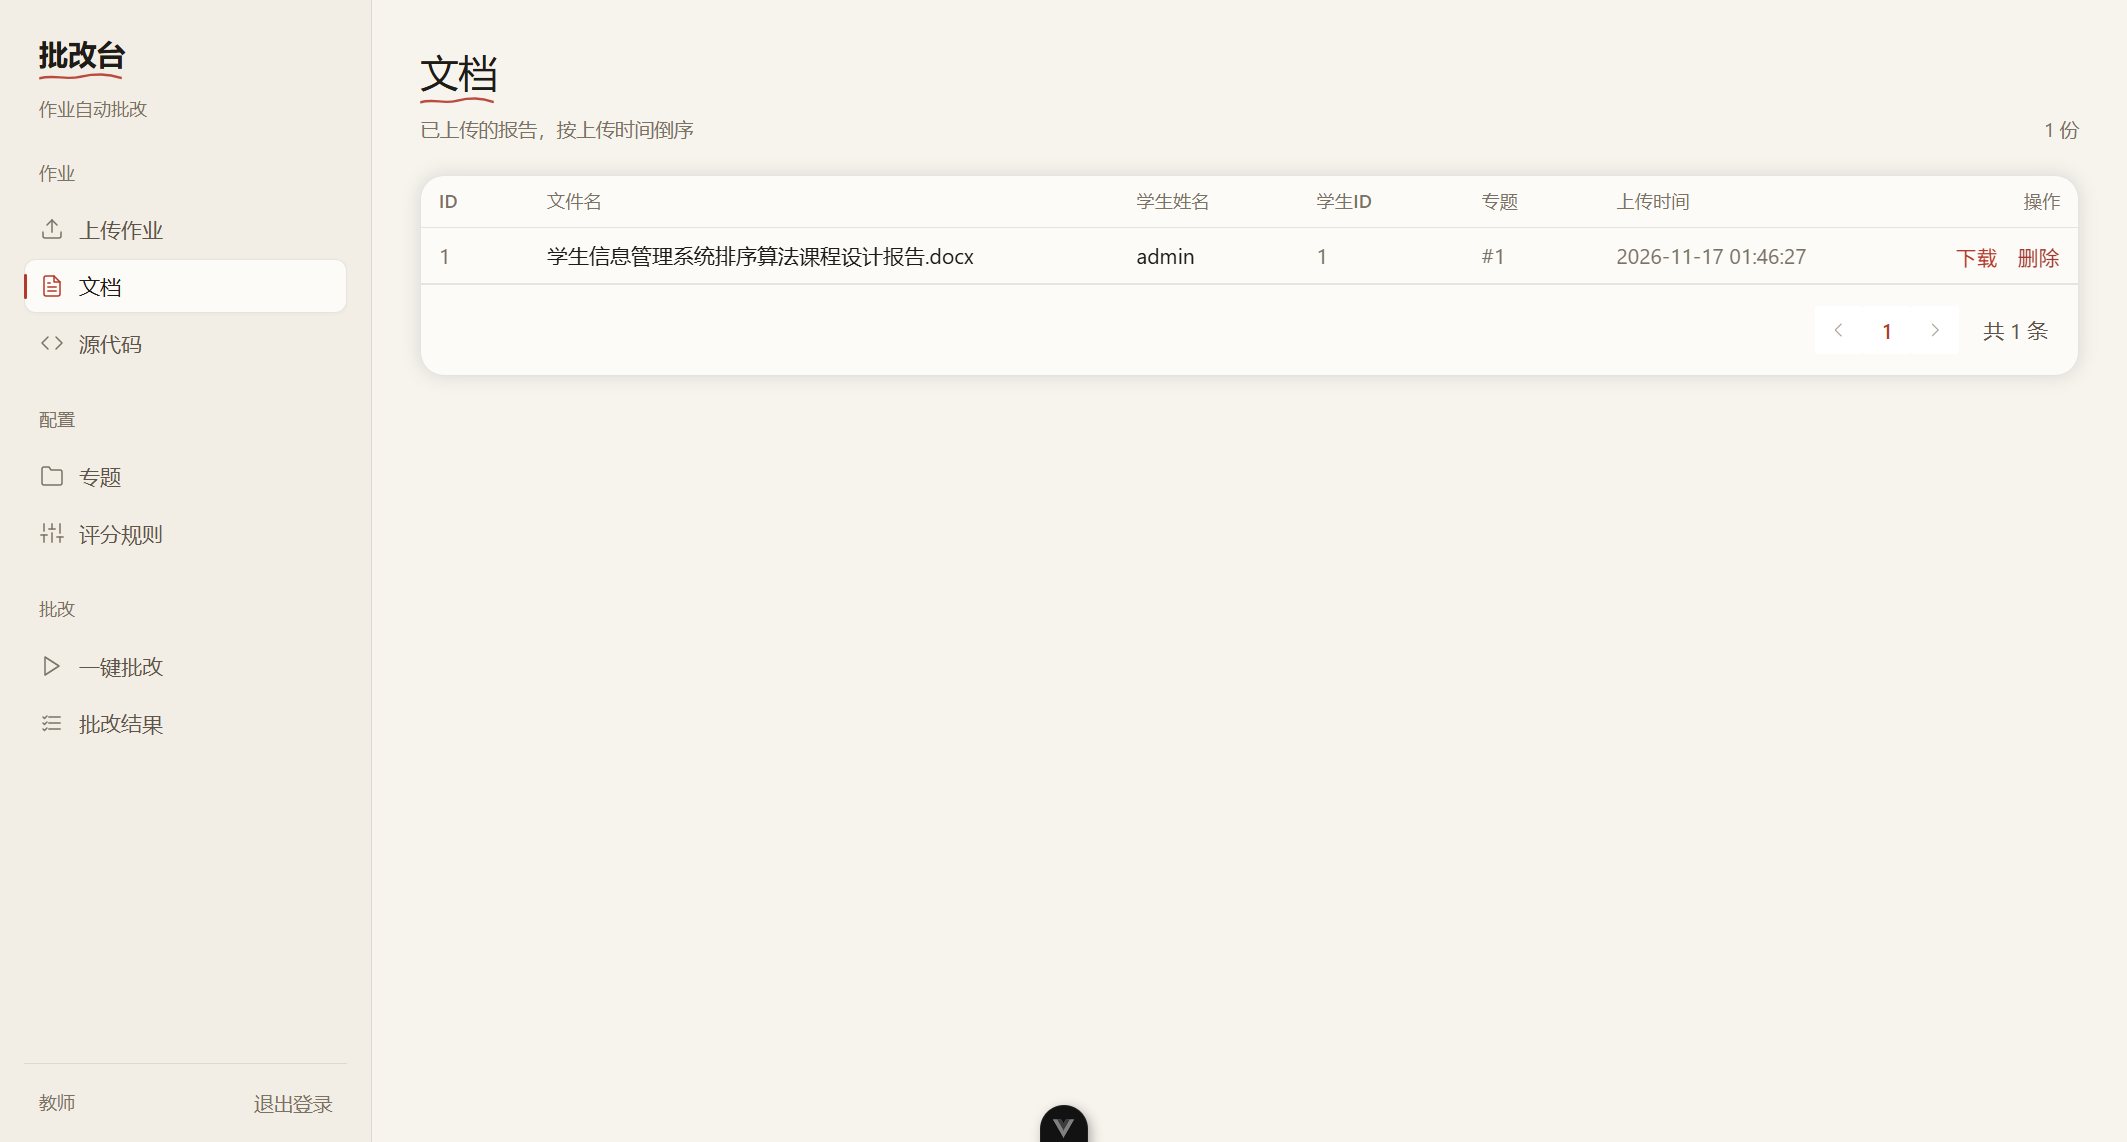 批改台
作业自动批改
作业
上传作业
文档
源代码
配置
专题
评分规则
批改
一键批改
批改结果
教师 退出登录
文档
已上传的报告，按上传时间倒序 1 份
ID 文件名 学生姓名 学生ID 专题 上传时间 操作
1 学生信息管理系统排序算法课程设计报告.docx admin 1 #1 2026-11-17 01:46:27 下载 删除
1 共 1 条